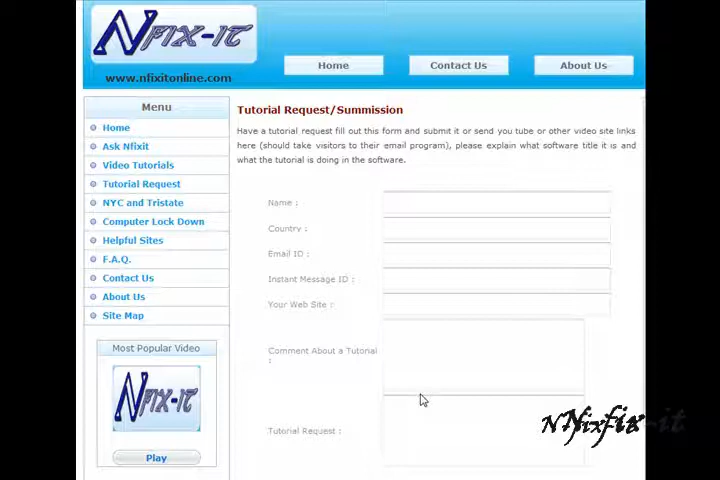 NFIX-IT
www.nfixitonline.com
Home
Contact Us
About Us
Menu
Home
Ask Nfixit
Video Tutorials
Tutorial Request
NYC and Tristate
Computer Lock Down
Helpful Sites
F.A.Q.
Contact Us
About Us
Site Map
Most Popular Video
NFIX-IT
Play
Tutorial Request/Summission
Have a tutorial request fill out this form and submit it or send you tube or other video site links
here (should take visitors to their email program), please explain what software title it is and
what the tutorial is doing in the software.
Name :
Country :
Email ID :
Instant Message ID :
Your Web Site :
Comment About a Tutorial
:
Tutorial Request :